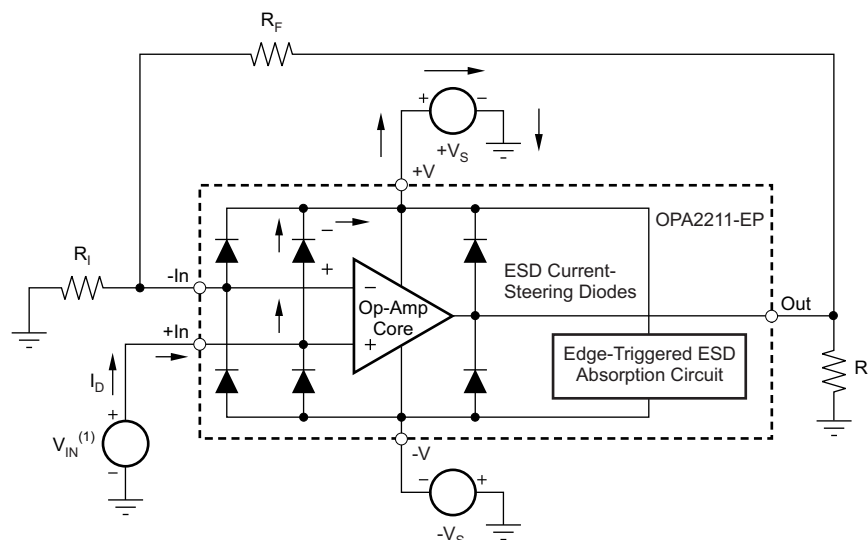 R_F
+ −
+V_S
+V
OPA2211-EP
R_I
−
-In
+
−
ESD Current-
Steering Diodes
Op-Amp
Core
Out
+In
+
Edge-Triggered ESD
Absorption Circuit
R
I_D
+
V_IN^(1)
−
-V
− +
-V_S